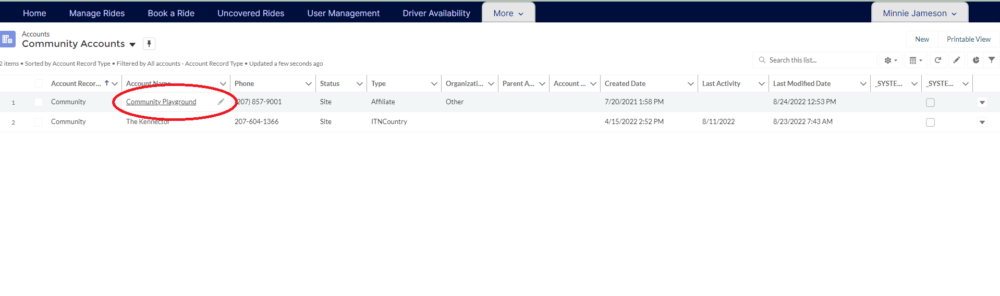 Home Manage Rides Book a Ride Uncovered Rides User Management Driver Availability More Minnie Jameson
Accounts
Community Accounts
New Printable View
2 items • Sorted by Account Record Type • Filtered by All accounts - Account Record Type • Updated a few seconds ago
Search this list...
Account Recor... Account Name Phone Status Type Organizati... Parent A... Account ... Created Date Last Activity Last Modified Date _SYSTE... _SYSTE...
1 Community Community Playground (207) 857-9001 Site Affiliate Other 7/20/2021 1:58 PM 8/24/2022 12:53 PM
2 Community The Kennector 207-604-1366 Site ITNCountry 4/15/2022 2:52 PM 8/11/2022 8/23/2022 7:43 AM